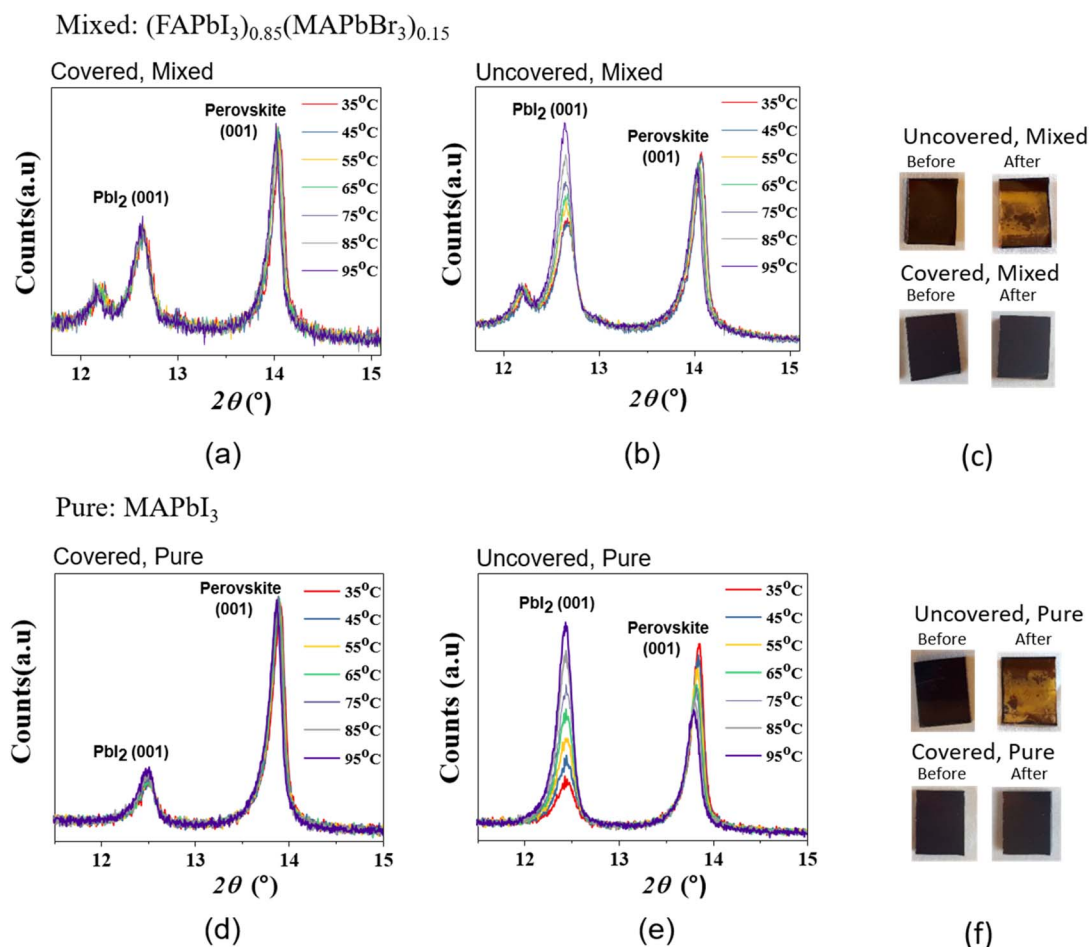 Mixed: (FAPbI₃)₀.₈₅(MAPbBr₃)₀.₁₅
Covered, Mixed
Counts(a.u)
PbI₂ (001)
Perovskite
(001)
35°C
45°C
55°C
65°C
75°C
85°C
95°C
12 13 14 15
2θ (°)
(a)
Uncovered, Mixed
Counts(a.u)
PbI₂ (001)
Perovskite
(001)
35°C
45°C
55°C
65°C
75°C
85°C
95°C
12 13 14 15
2θ (°)
(b)
Uncovered, Mixed
Before After
Covered, Mixed
Before After
(c)
Pure: MAPbI₃
Covered, Pure
Counts(a.u)
PbI₂ (001)
Perovskite
(001)
35°C
45°C
55°C
65°C
75°C
85°C
95°C
12 13 14 15
2θ (°)
(d)
Uncovered, Pure
Counts (a.u)
PbI₂ (001)
Perovskite
(001)
35°C
45°C
55°C
65°C
75°C
85°C
95°C
12 13 14 15
2θ (°)
(e)
Uncovered, Pure
Before After
Covered, Pure
Before After
(f)